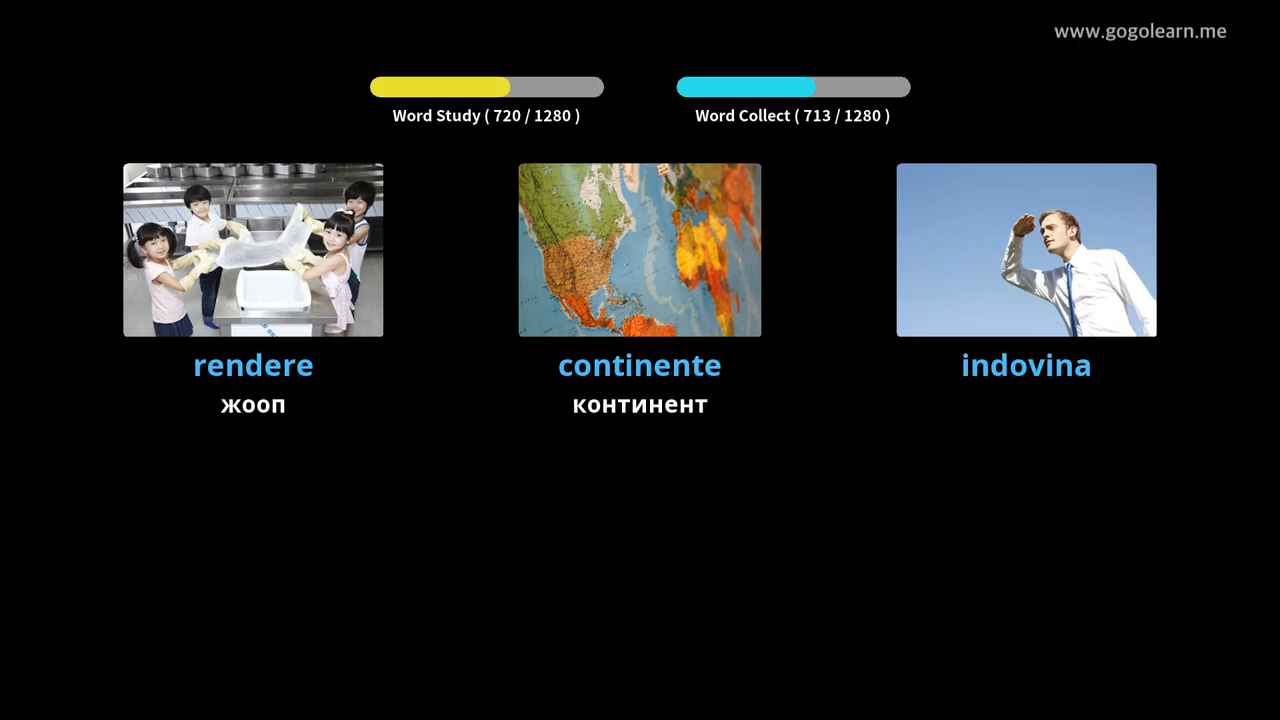 www.gogolearn.me
Word Study ( 720 / 1280 )
Word Collect ( 713 / 1280 )
rendere
continente
indovina
жооп
континент